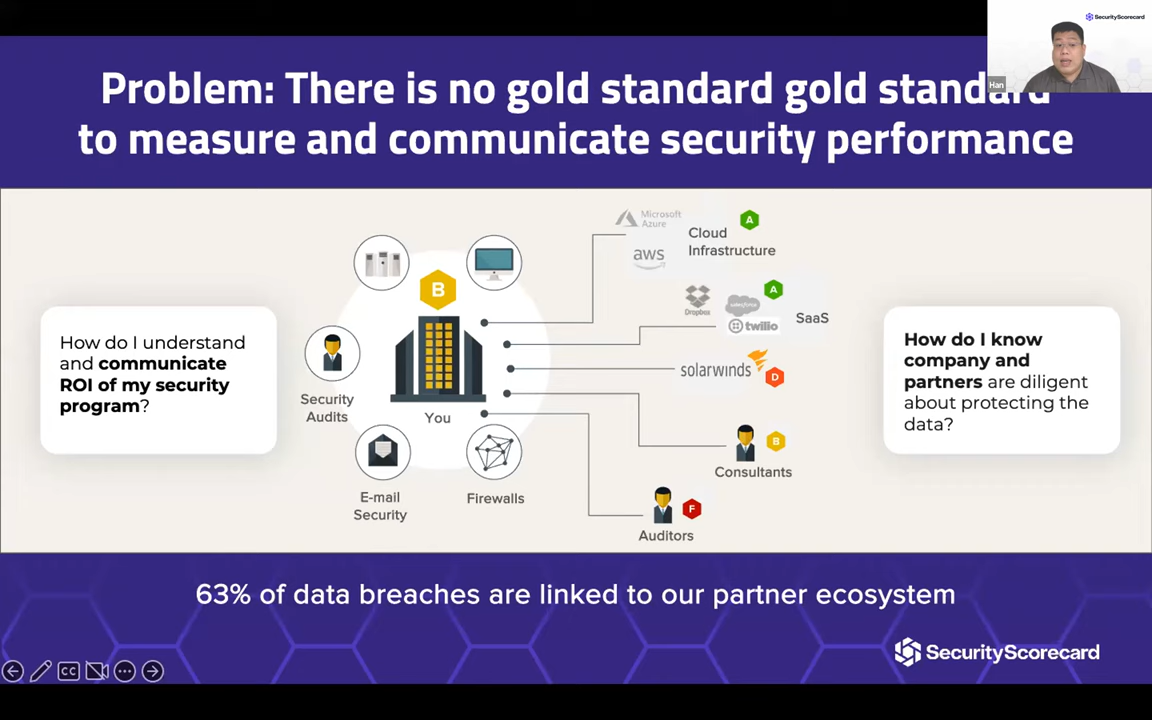 SecurityScorecard
Han
Problem: There is no gold standard gold standard
to measure and communicate security performance
How do I understand
and communicate
ROI of my security
program?
B
You
Security
Audits
E-mail
Security
Firewalls
Microsoft
Azure
aws
A
Cloud
Infrastructure
Dropbox
salesforce
twilio
A
SaaS
solarwinds
D
B
Consultants
F
Auditors
How do I know
company and
partners are diligent
about protecting the
data?
63% of data breaches are linked to our partner ecosystem
CC
SecurityScorecard